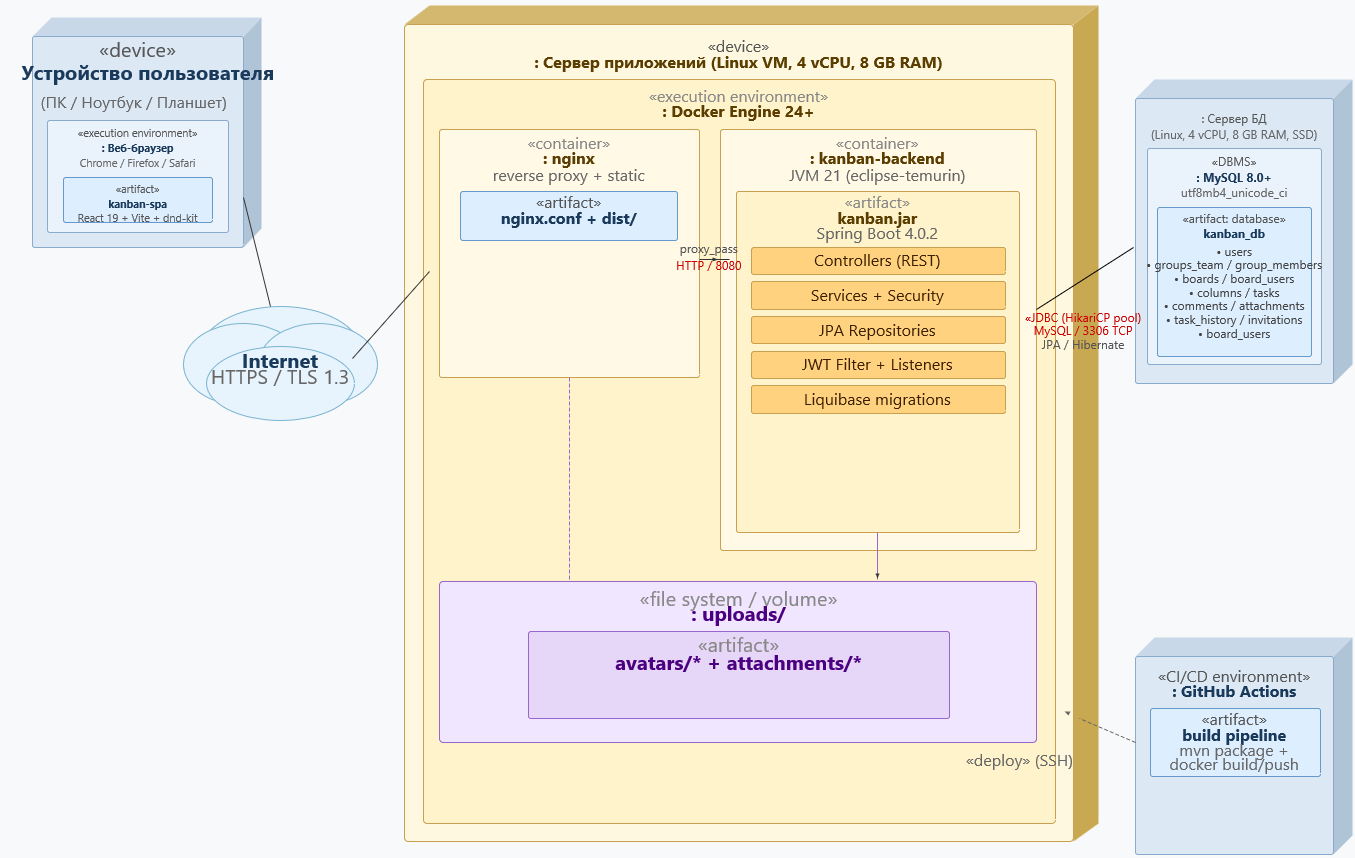 «device»
Устройство пользователя
(ПК / Ноутбук / Планшет)
«execution environment»
: Веб-браузер
Chrome / Firefox / Safari
«artifact»
kanban-spa
React 19 + Vite + dnd-kit
Internet
HTTPS / TLS 1.3
«device»
: Сервер приложений (Linux VM, 4 vCPU, 8 GB RAM)
«execution environment»
: Docker Engine 24+
«container»
: nginx
reverse proxy + static
«artifact»
nginx.conf + dist/
proxy_pass
HTTP / 8080
«container»
: kanban-backend
JVM 21 (eclipse-temurin)
«artifact»
kanban.jar
Spring Boot 4.0.2
Controllers (REST)
Services + Security
JPA Repositories
JWT Filter + Listeners
Liquibase migrations
«file system / volume»
: uploads/
«artifact»
avatars/* + attachments/*
«deploy» (SSH)
«JDBC (HikariCP pool)
MySQL / 3306 TCP
JPA / Hibernate
: Сервер БД
(Linux, 4 vCPU, 8 GB RAM, SSD)
«DBMS»
: MySQL 8.0+
utf8mb4_unicode_ci
«artifact: database»
kanban_db
• users
• groups_team / group_members
• boards / board_users
• columns / tasks
• comments / attachments
• task_history / invitations
• board_users
«CI/CD environment»
: GitHub Actions
«artifact»
build pipeline
mvn package +
docker build/push